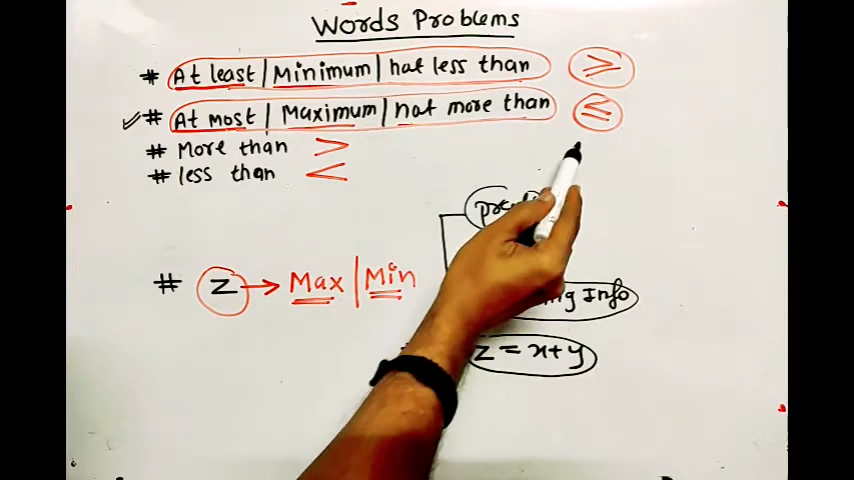 Words Problems
# At least | Minimum | not less than ≥
# At most | Maximum | not more than ≤
# More than >
# less than <
# Z → Max | Min
Info
Z = x+y